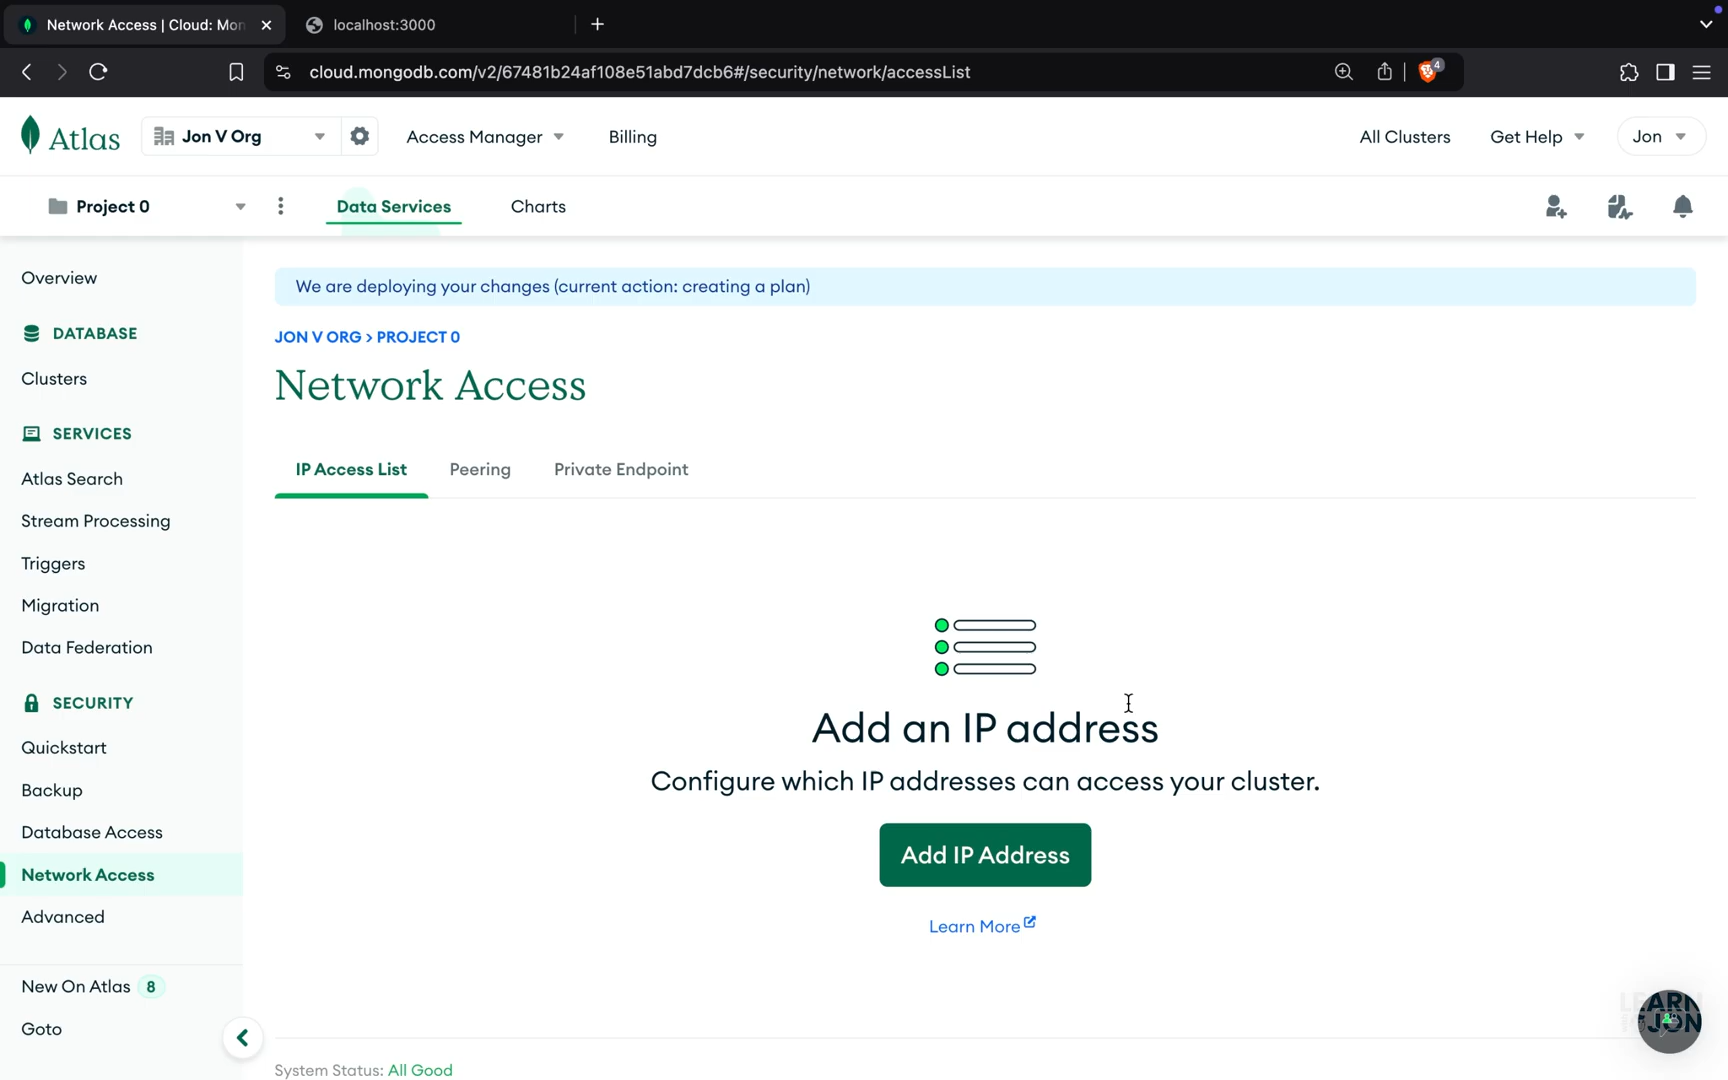 Network Access | Cloud: Mon
localhost:3000
cloud.mongodb.com/v2/67481b24af108e51abd7dcb6#/security/network/accessList
4
Atlas
Jon V Org
Access Manager
Billing
All Clusters
Get Help
Jon
Project 0
Data Services
Charts
Overview
DATABASE
Clusters
SERVICES
Atlas Search
Stream Processing
Triggers
Migration
Data Federation
SECURITY
Quickstart
Backup
Database Access
Network Access
Advanced
New On Atlas 8
Goto
We are deploying your changes (current action: creating a plan)
JON V ORG > PROJECT 0
Network Access
IP Access List
Peering
Private Endpoint
Add an IP address
Configure which IP addresses can access your cluster.
Add IP Address
Learn More
System Status: All Good
LEARN
JON